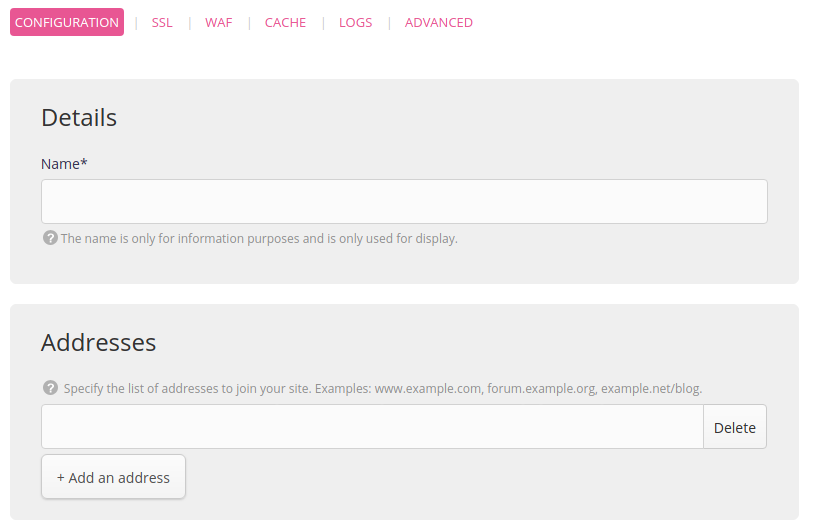 CONFIGURATION | SSL | WAF | CACHE | LOGS | ADVANCED
Details
Name*
? The name is only for information purposes and is only used for display.
Addresses
? Specify the list of addresses to join your site. Examples: www.example.com, forum.example.org, example.net/blog.
Delete
+ Add an address